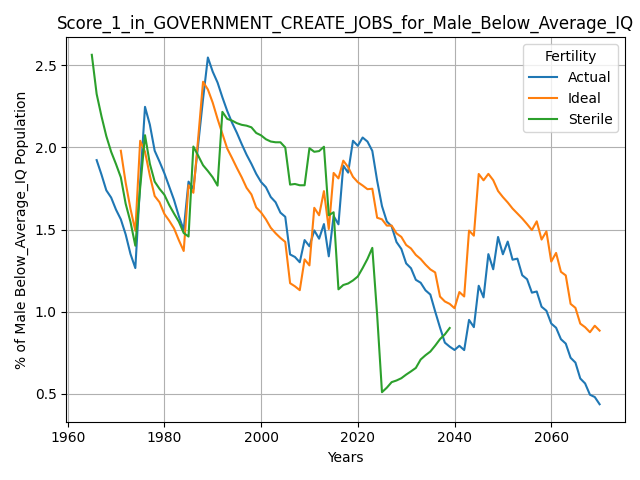 Score_1_in_GOVERNMENT_CREATE_JOBS_for_Male_Below_Average_IQ
Fertility
Actual
Ideal
Sterile
% of Male Below_Average_IQ Population
2.5
2.0
1.5
1.0
0.5
1960
1980
2000
2020
2040
2060
Years